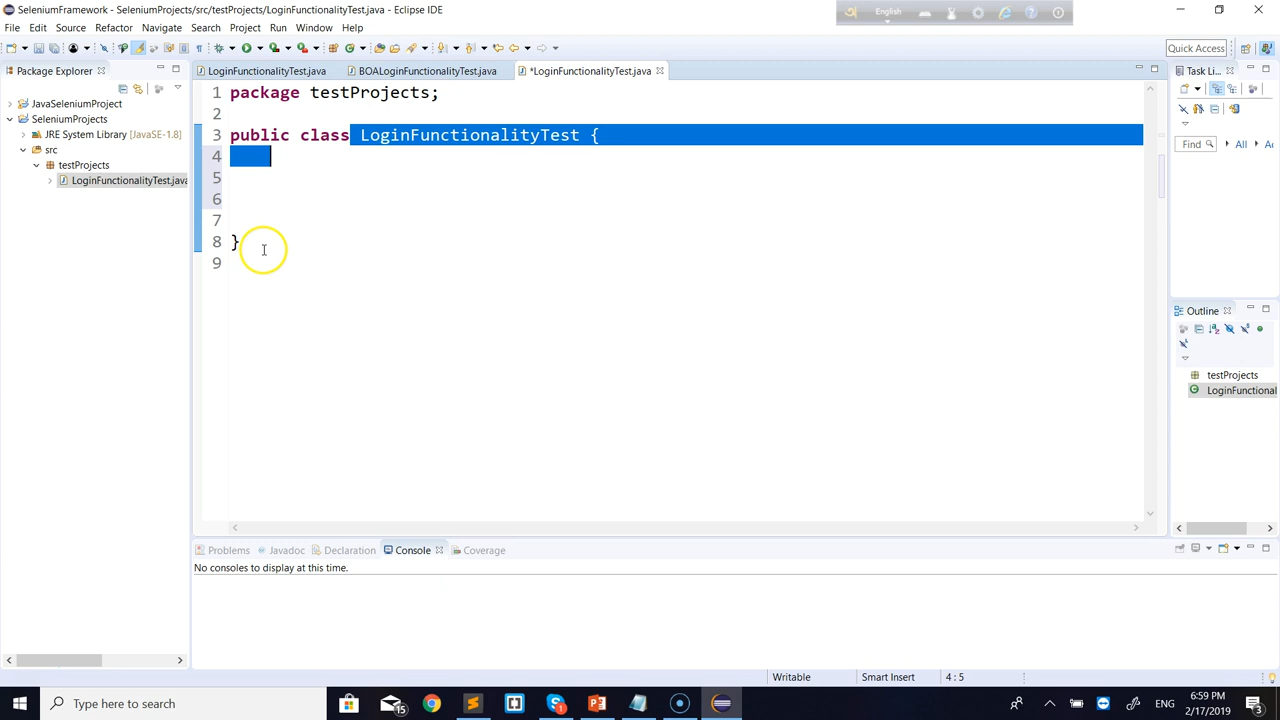 SeleniumFramework - SeleniumProjects/src/testProjects/LoginFunctionalityTest.java - Eclipse IDE
English
File Edit Source Refactor Navigate Search Project Run Window Help
Quick Access
Package Explorer
LoginFunctionalityTest.java
BOALoginFunctionalityTest.java
*LoginFunctionalityTest.java
Task Li...
JavaSeleniumProject
SeleniumProjects
JRE System Library [JavaSE-1.8]
src
testProjects
LoginFunctionalityTest.java
1 package testProjects;
2
3 public class LoginFunctionalityTest {
4
5
6
7
8 }
9
Find
All
Outline
testProjects
LoginFunctional
Problems Javadoc Declaration Console Coverage
No consoles to display at this time.
Writable
Smart Insert
4 : 5
Type here to search
15
1
ENG
6:59 PM
2/17/2019
3